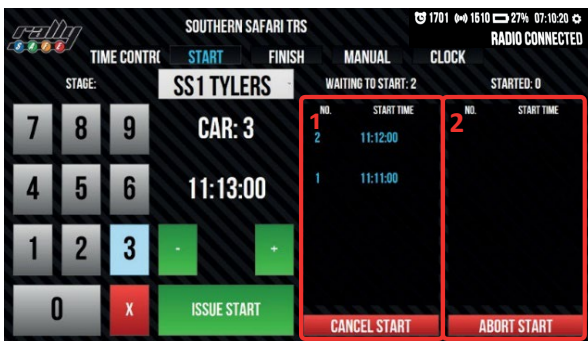 rally
SAFE
SOUTHERN SAFARI TRS
1701 1510 27% 07:10:20
RADIO CONNECTED
TIME CONTR
START
FINISH
MANUAL
CLOCK
STAGE:
SS1 TYLERS
WAITING TO START: 2
STARTED: 0
7 8 9
CAR: 3
4 5 6
11:13:00
1 2 3
- +
0 X
ISSUE START
1
NO. START TIME
2 11:12:00
1 11:11:00
CANCEL START
2
NO. START TIME
ABORT START